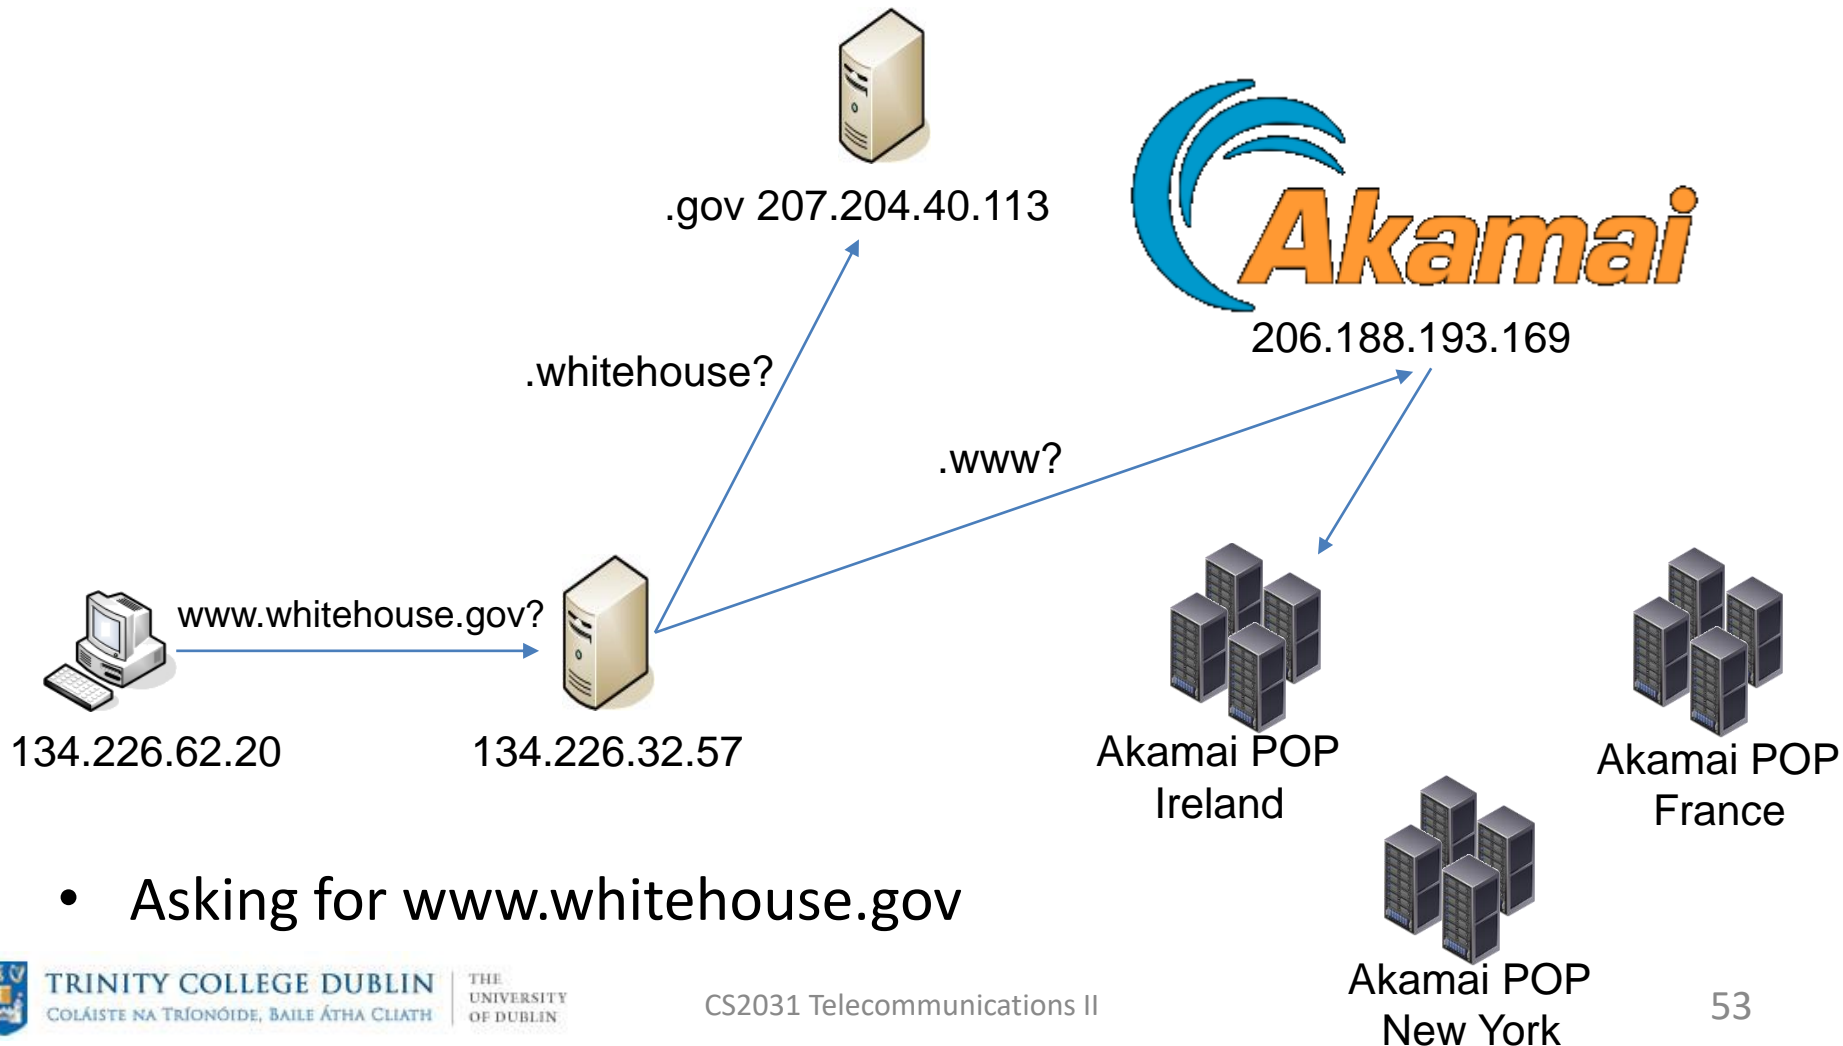 .gov 207.204.40.113
Akamai
206.188.193.169
.whitehouse?
.www?
www.whitehouse.gov?
134.226.62.20
134.226.32.57
Akamai POP
Ireland
Akamai POP
France
Akamai POP
New York
• Asking for www.whitehouse.gov
TRINITY COLLEGE DUBLIN
COLÁISTE NA TRÍONÓIDE, BAILE ÁTHA CLIATH
THE
UNIVERSITY
OF DUBLIN
CS2031 Telecommunications II
53